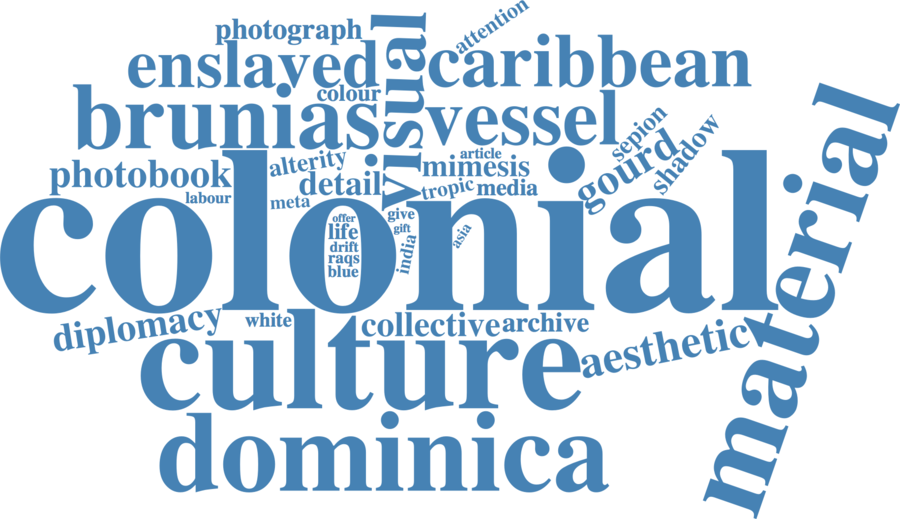 photograph
attention
enslaved
visual
caribbean
colour
brunias
vessel
material
sepion
shadow
alterity
article
mimesis
gourd
photobook
detail
tropic
media
labour
meta
colonial
offer
give
life
gift
drift
india
asia
raqs
blue
diplomacy
white
collective
archive
culture
aesthetic
dominica